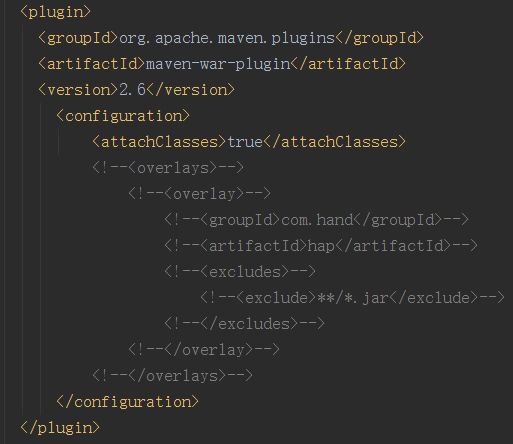 <plugin>
<groupId>org.apache.maven.plugins</groupId>
<artifactId>maven-war-plugin</artifactId>
<version>2.6</version>
<configuration>
<attachClasses>true</attachClasses>
<!--<overlays>-->
<!--<overlay>-->
<!--<groupId>com.hand</groupId>-->
<!--<artifactId>hap</artifactId>-->
<!--<excludes>-->
<!--<exclude>**/*.jar</exclude>-->
<!--</excludes>-->
<!--</overlay>-->
<!--</overlays>-->
</configuration>
</plugin>